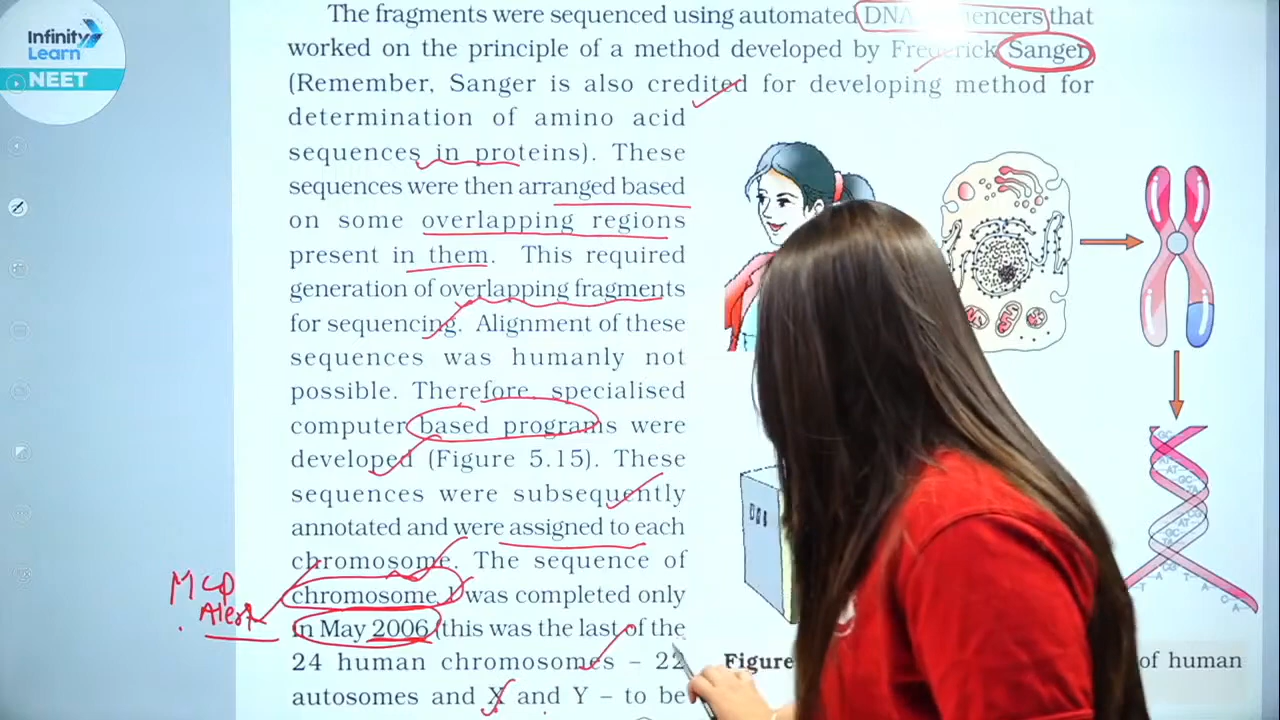 Infinity
Learn
NEET
The fragments were sequenced using automated DNA sequencers that
worked on the principle of a method developed by Frederick Sanger
(Remember, Sanger is also credited for developing method for
determination of amino acid
sequences in proteins). These
sequences were then arranged based
on some overlapping regions
present in them. This required
generation of overlapping fragments
for sequencing. Alignment of these
sequences was humanly not
possible. Therefore, specialised
computer based programs were
developed (Figure 5.15). These
sequences were subsequently
annotated and were assigned to each
chromosome. The sequence of
chromosome 1 was completed only
in May 2006 (this was the last of the
24 human chromosomes – 22
autosomes and X and Y – to be
Alert
Figure
of human
GC
AT
GC
AT
T A
T A
C-A